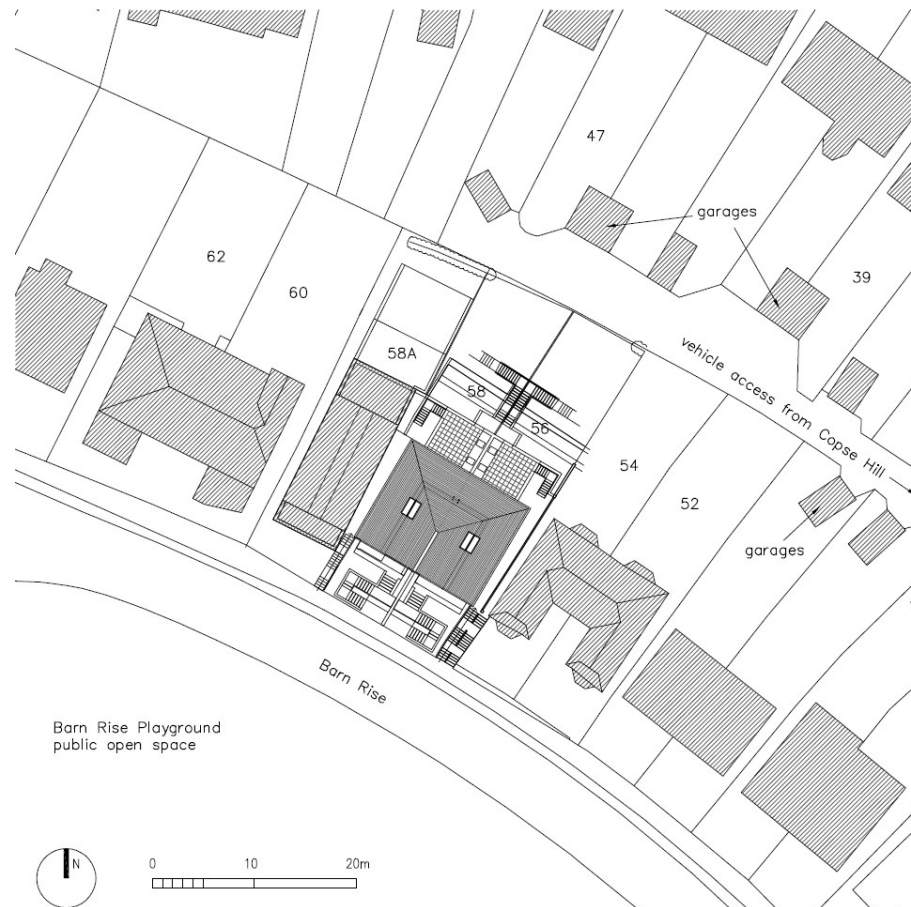 47
garages
39
62
60
58A
58
56
vehicle access from Copse Hill
54
52
garages
Barn Rise
Barn Rise Playground
public open space
N
0 10 20m